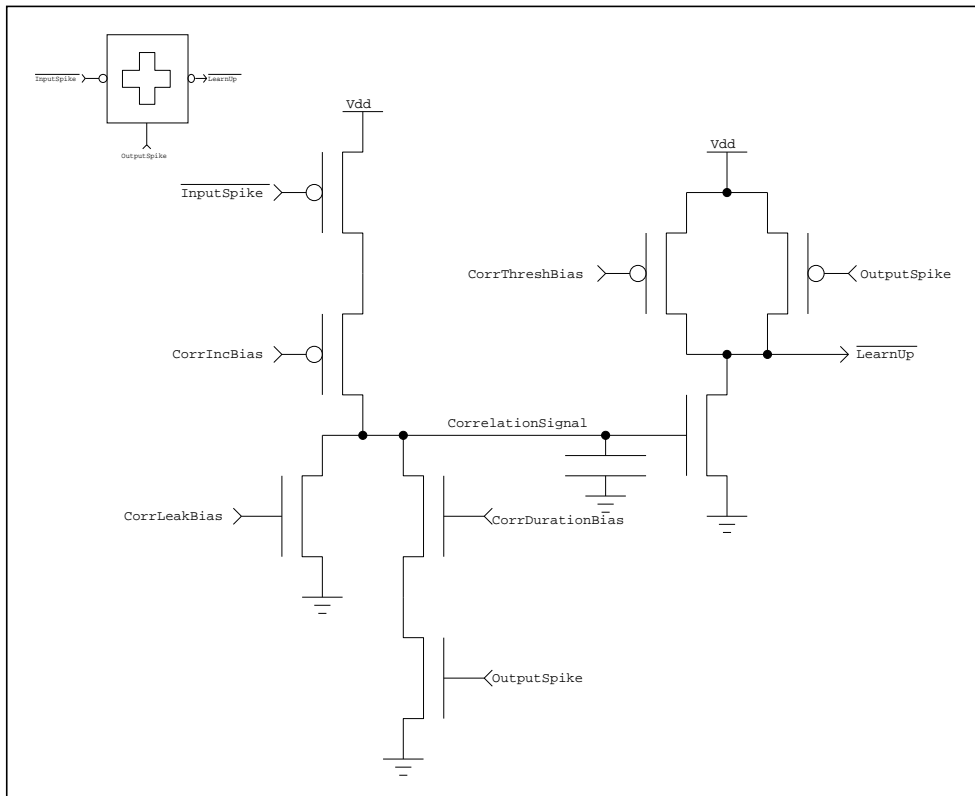 InputSpike
LearnUp
OutputSpike
Vdd
Vdd
InputSpike
CorrThreshBias
OutputSpike
CorrIncBias
LearnUp
CorrelationSignal
CorrLeakBias
CorrDurationBias
OutputSpike